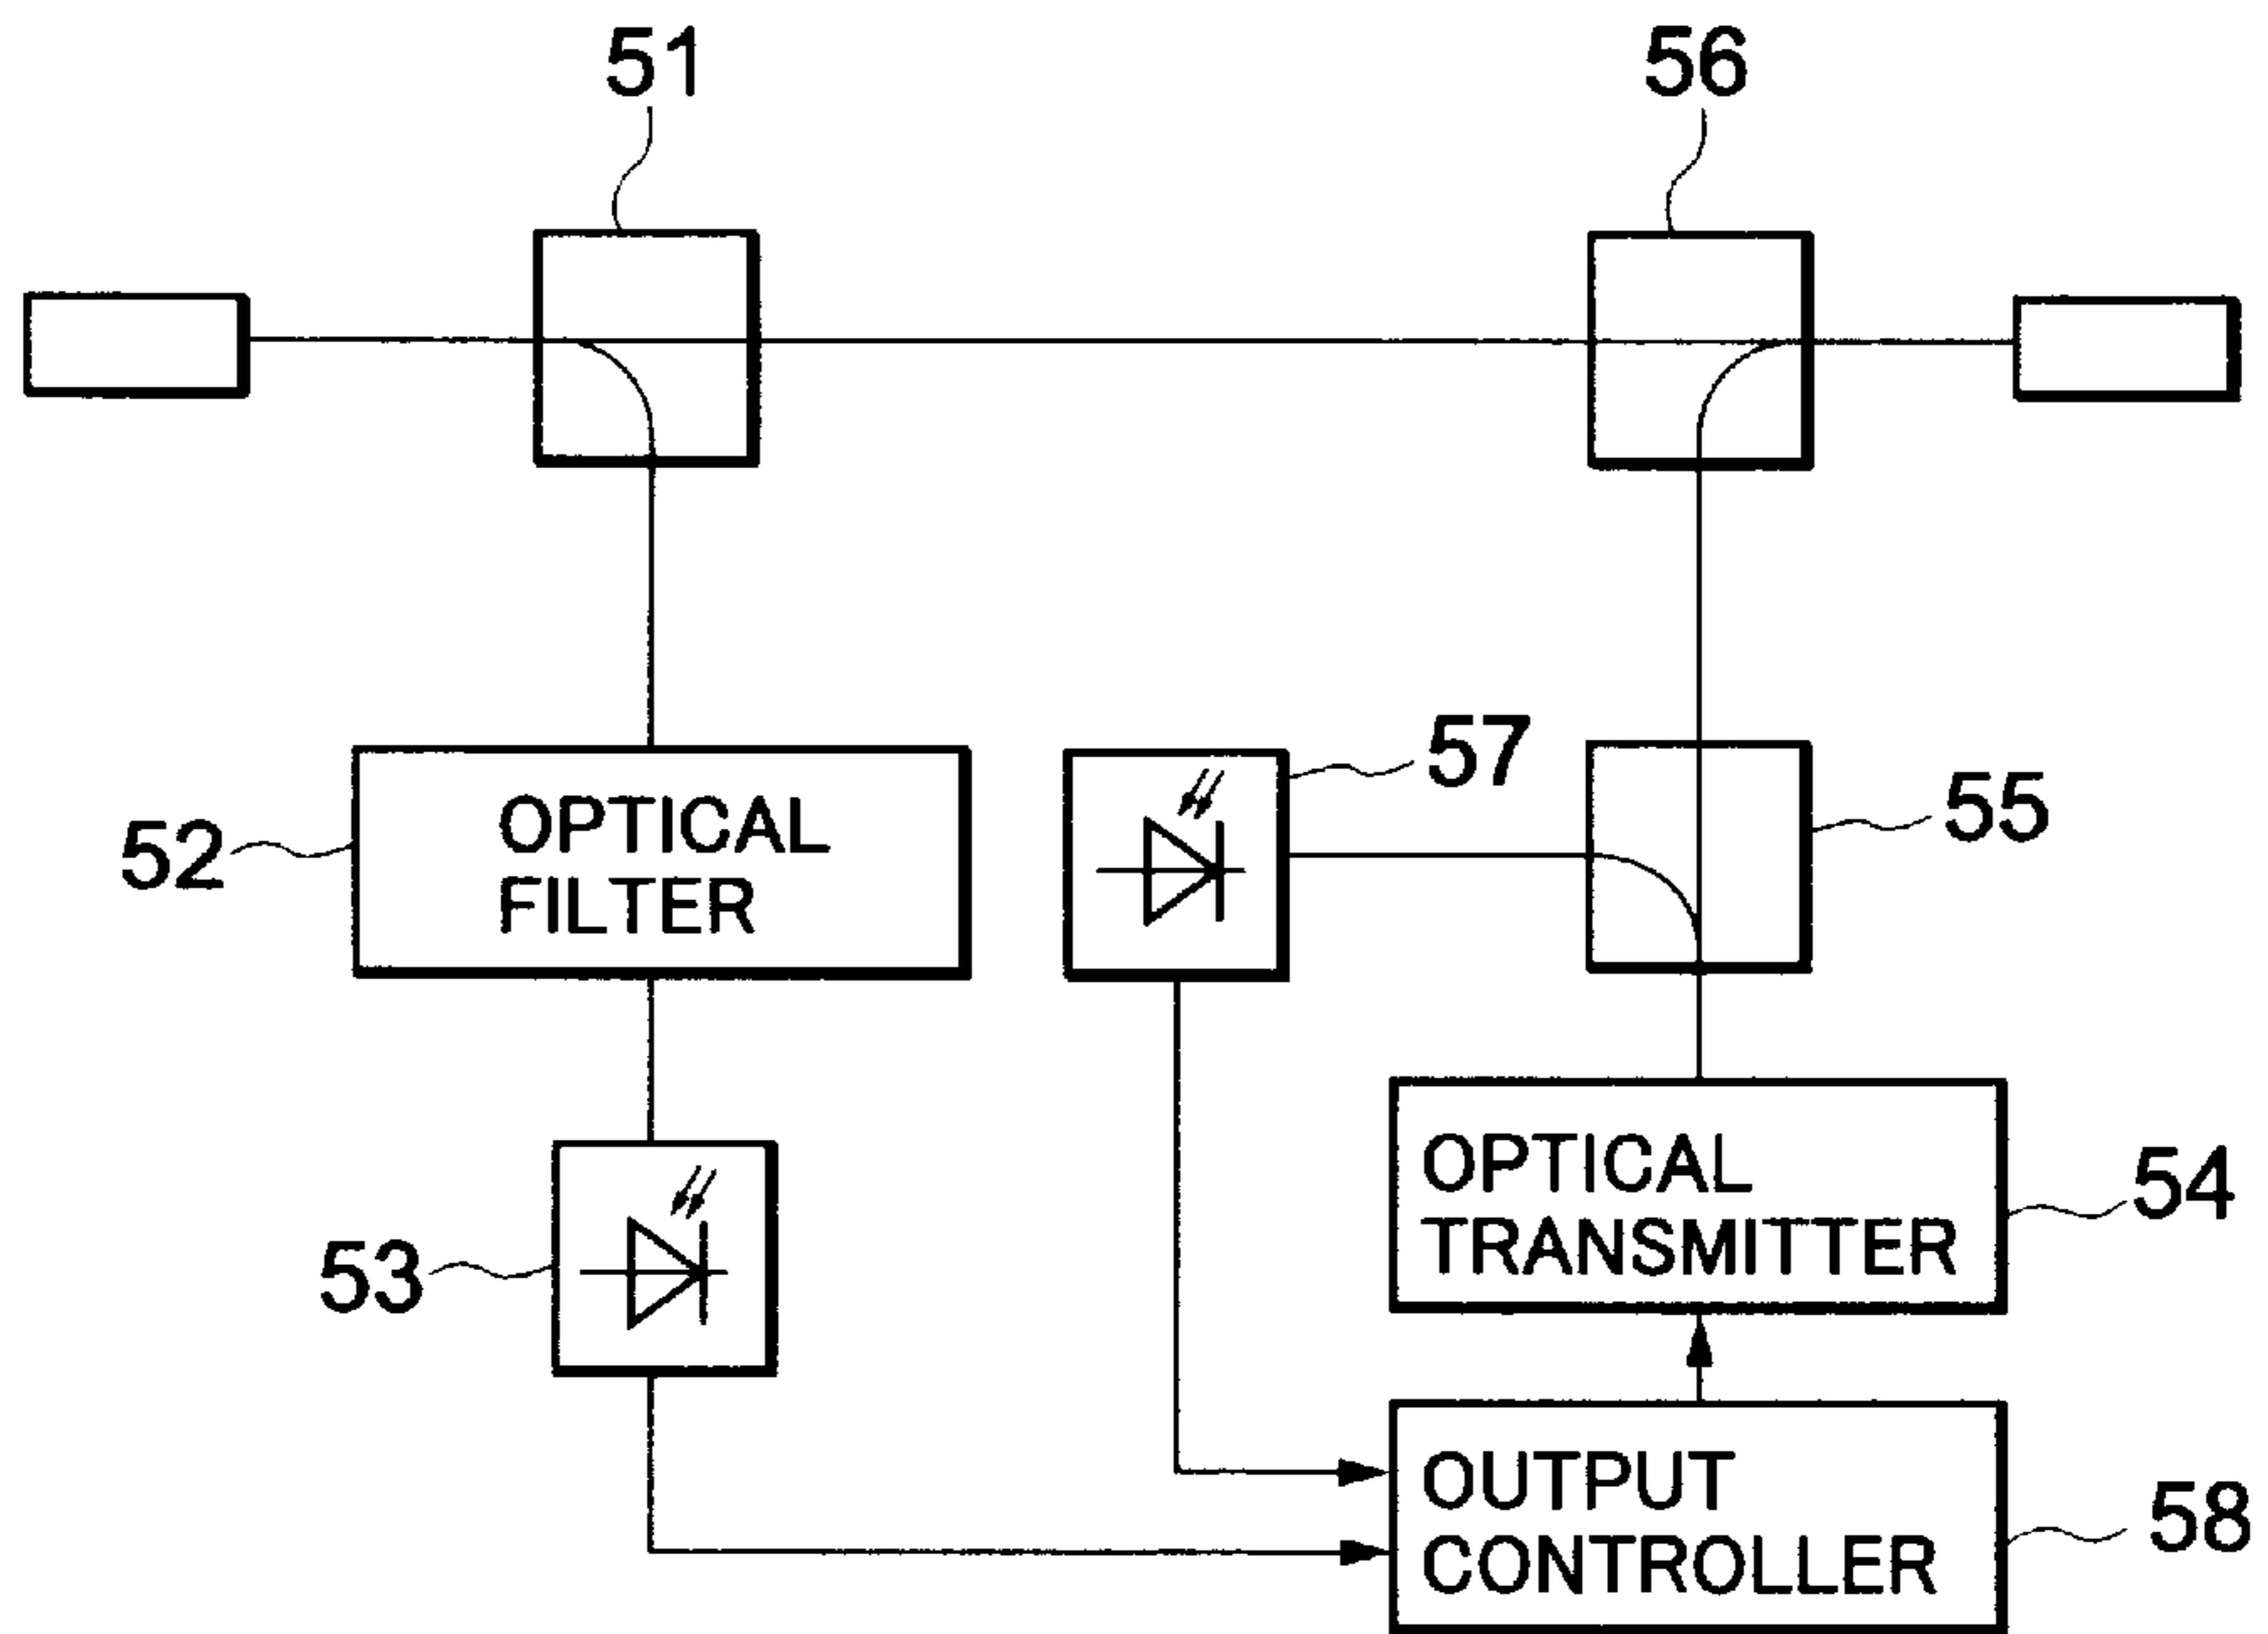 51
56
57
55
52
OPTICAL
FILTER
54
OPTICAL
TRANSMITTER
53
58
OUTPUT
CONTROLLER